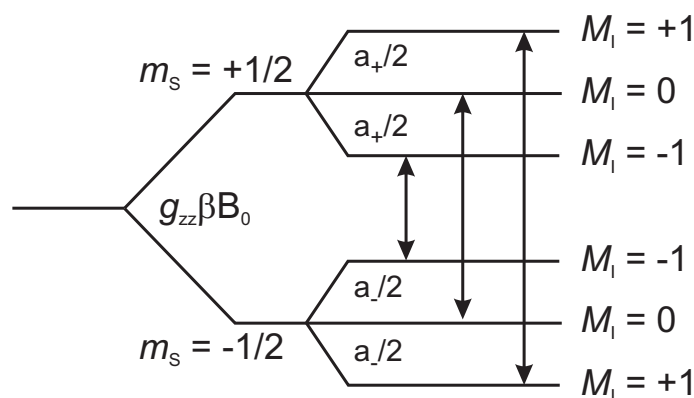 M_I = +1
a_+/2
m_S = +1/2
M_I = 0
a_+/2
M_I = -1
g_zzβB_0
M_I = -1
a_-/2
M_I = 0
m_S = -1/2
a_-/2
M_I = +1